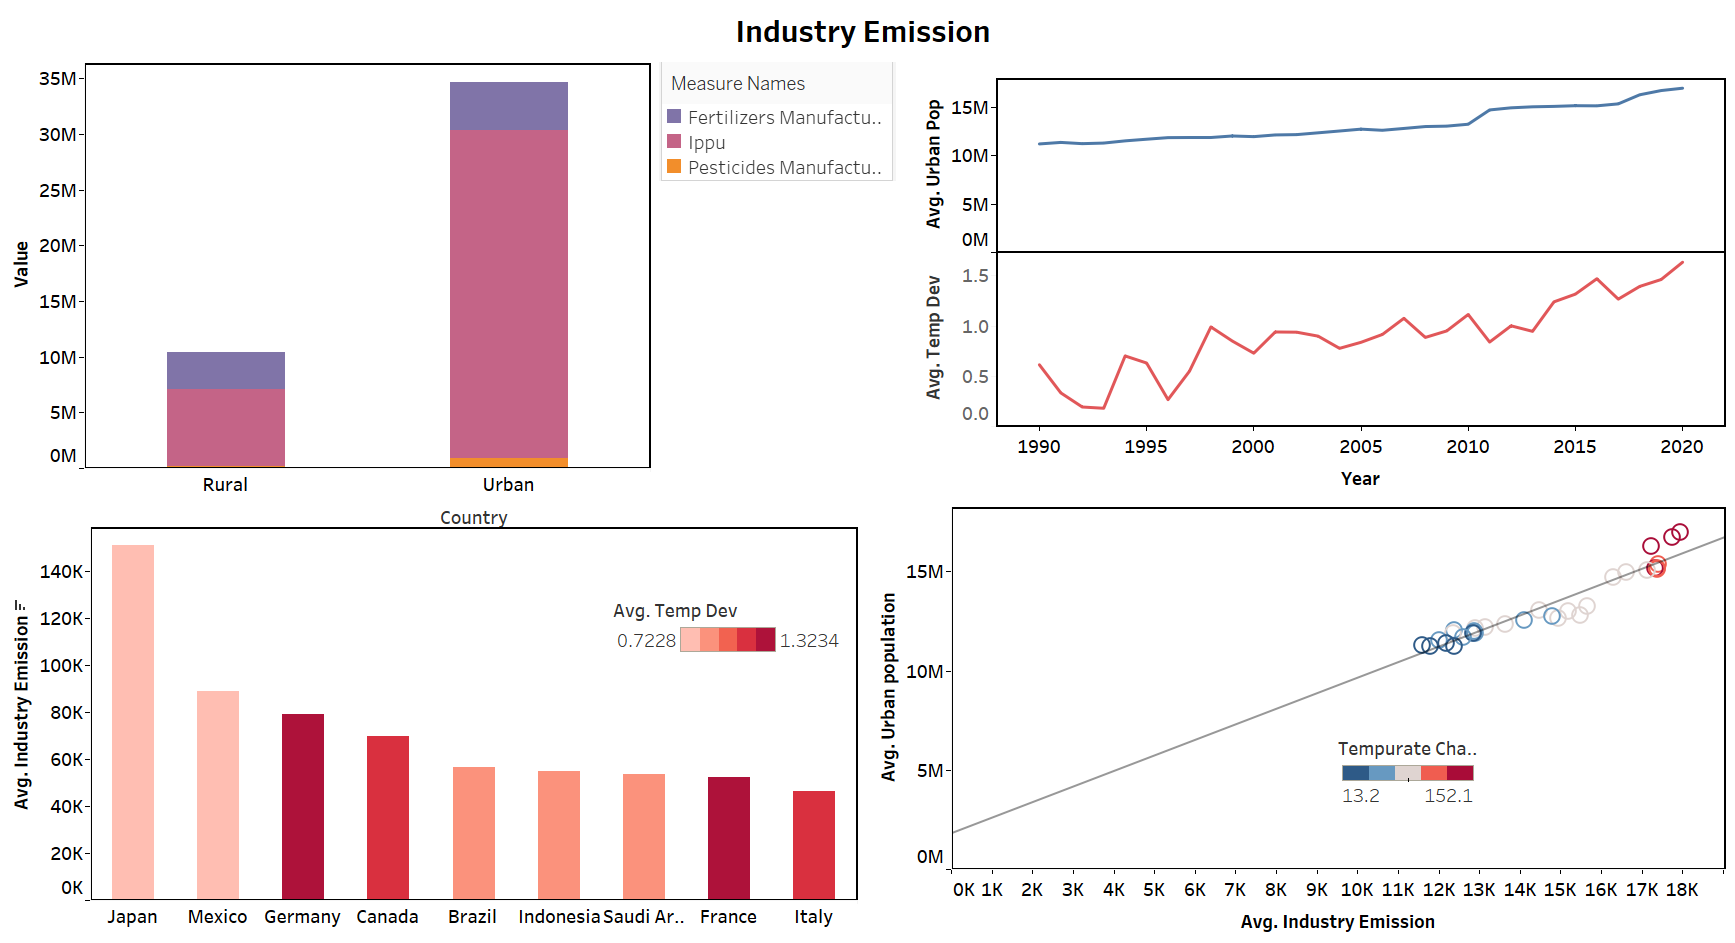 Industry Emission
Value
35M
30M
25M
20M
15M
10M
5M
0M
Rural
Urban
Measure Names
Fertilizers Manufactu..
Ippu
Pesticides Manufactu..
Avg. Urban Pop
15M
10M
5M
0M
Avg. Temp Dev
1.5
1.0
0.5
0.0
1990 1995 2000 2005 2010 2015 2020
Year
Country
Avg. Industry Emission
140K
120K
100K
80K
60K
40K
20K
0K
Avg. Temp Dev
0.7228 1.3234
Japan Mexico Germany Canada Brazil Indonesia Saudi Ar.. France Italy
Avg. Urban population
15M
10M
5M
0M
Tempurate Cha..
13.2 152.1
0K 1K 2K 3K 4K 5K 6K 7K 8K 9K 10K 11K 12K 13K 14K 15K 16K 17K 18K
Avg. Industry Emission